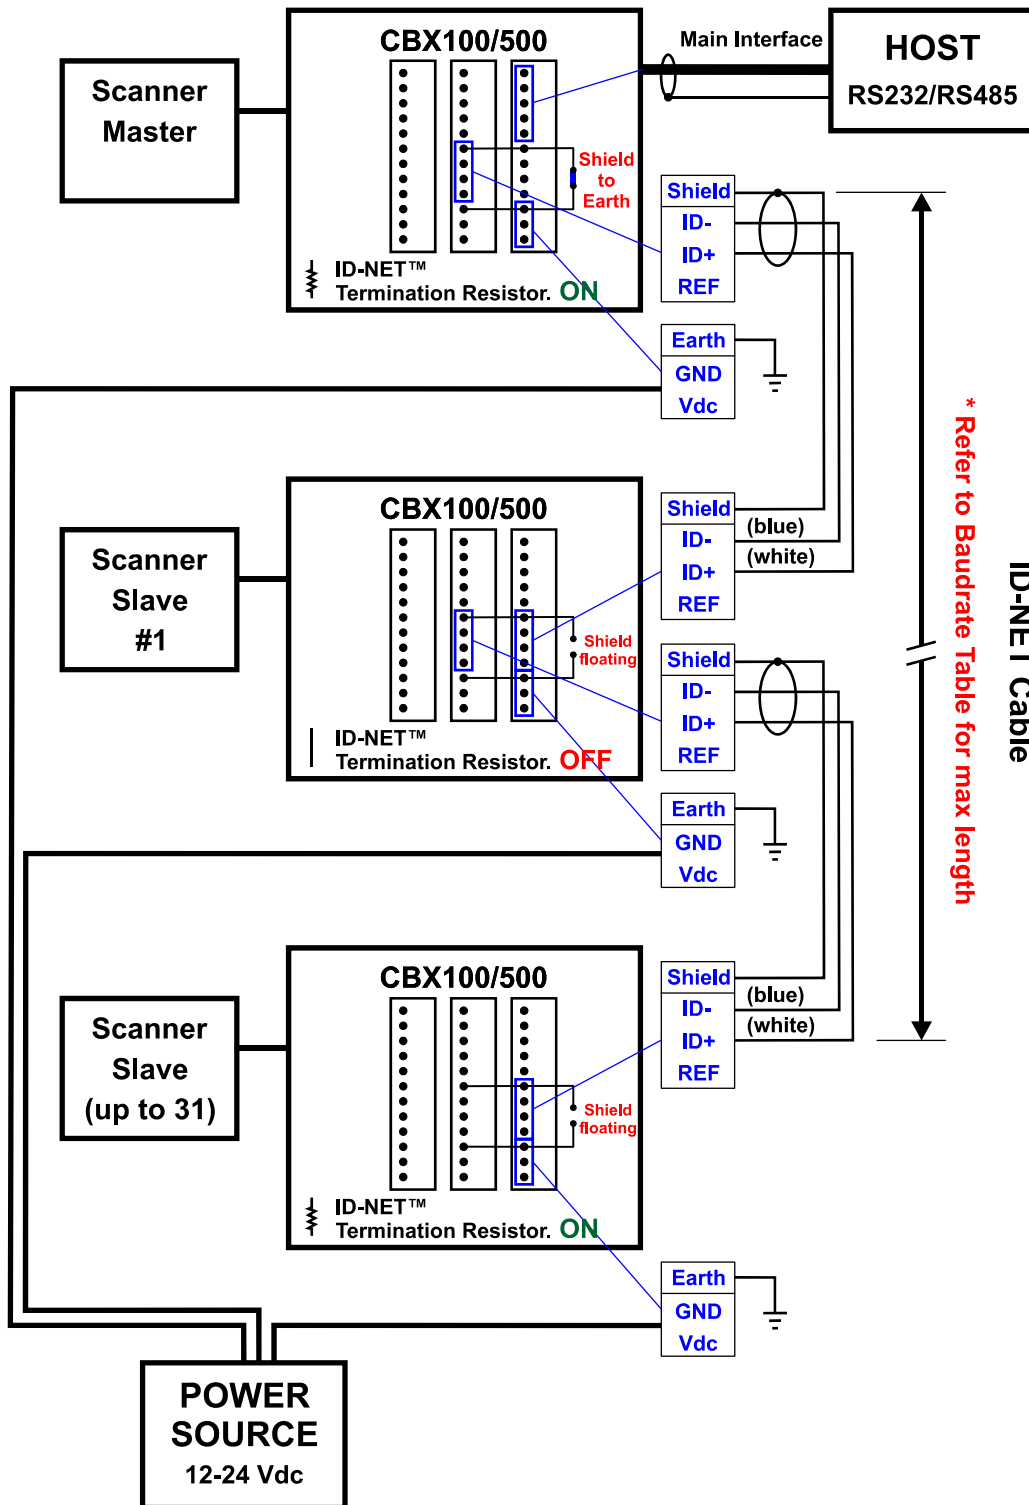 CBX100/500
Main Interface
HOST
RS232/RS485
Scanner
Master
Shield
to
Earth
ID-NET™
Termination Resistor. ON
Shield
ID-
ID+
REF
Earth
GND
Vdc
CBX100/500
Scanner
Slave
#1
Shield
floating
ID-NET™
Termination Resistor. OFF
Shield
ID-
ID+
REF
(blue)
(white)
Shield
ID-
ID+
REF
Earth
GND
Vdc
ID-NET Cable
* Refer to Baudrate Table for max length
CBX100/500
Scanner
Slave
(up to 31)
Shield
floating
ID-NET™
Termination Resistor. ON
Shield
ID-
ID+
REF
(blue)
(white)
Earth
GND
Vdc
POWER
SOURCE
12-24 Vdc